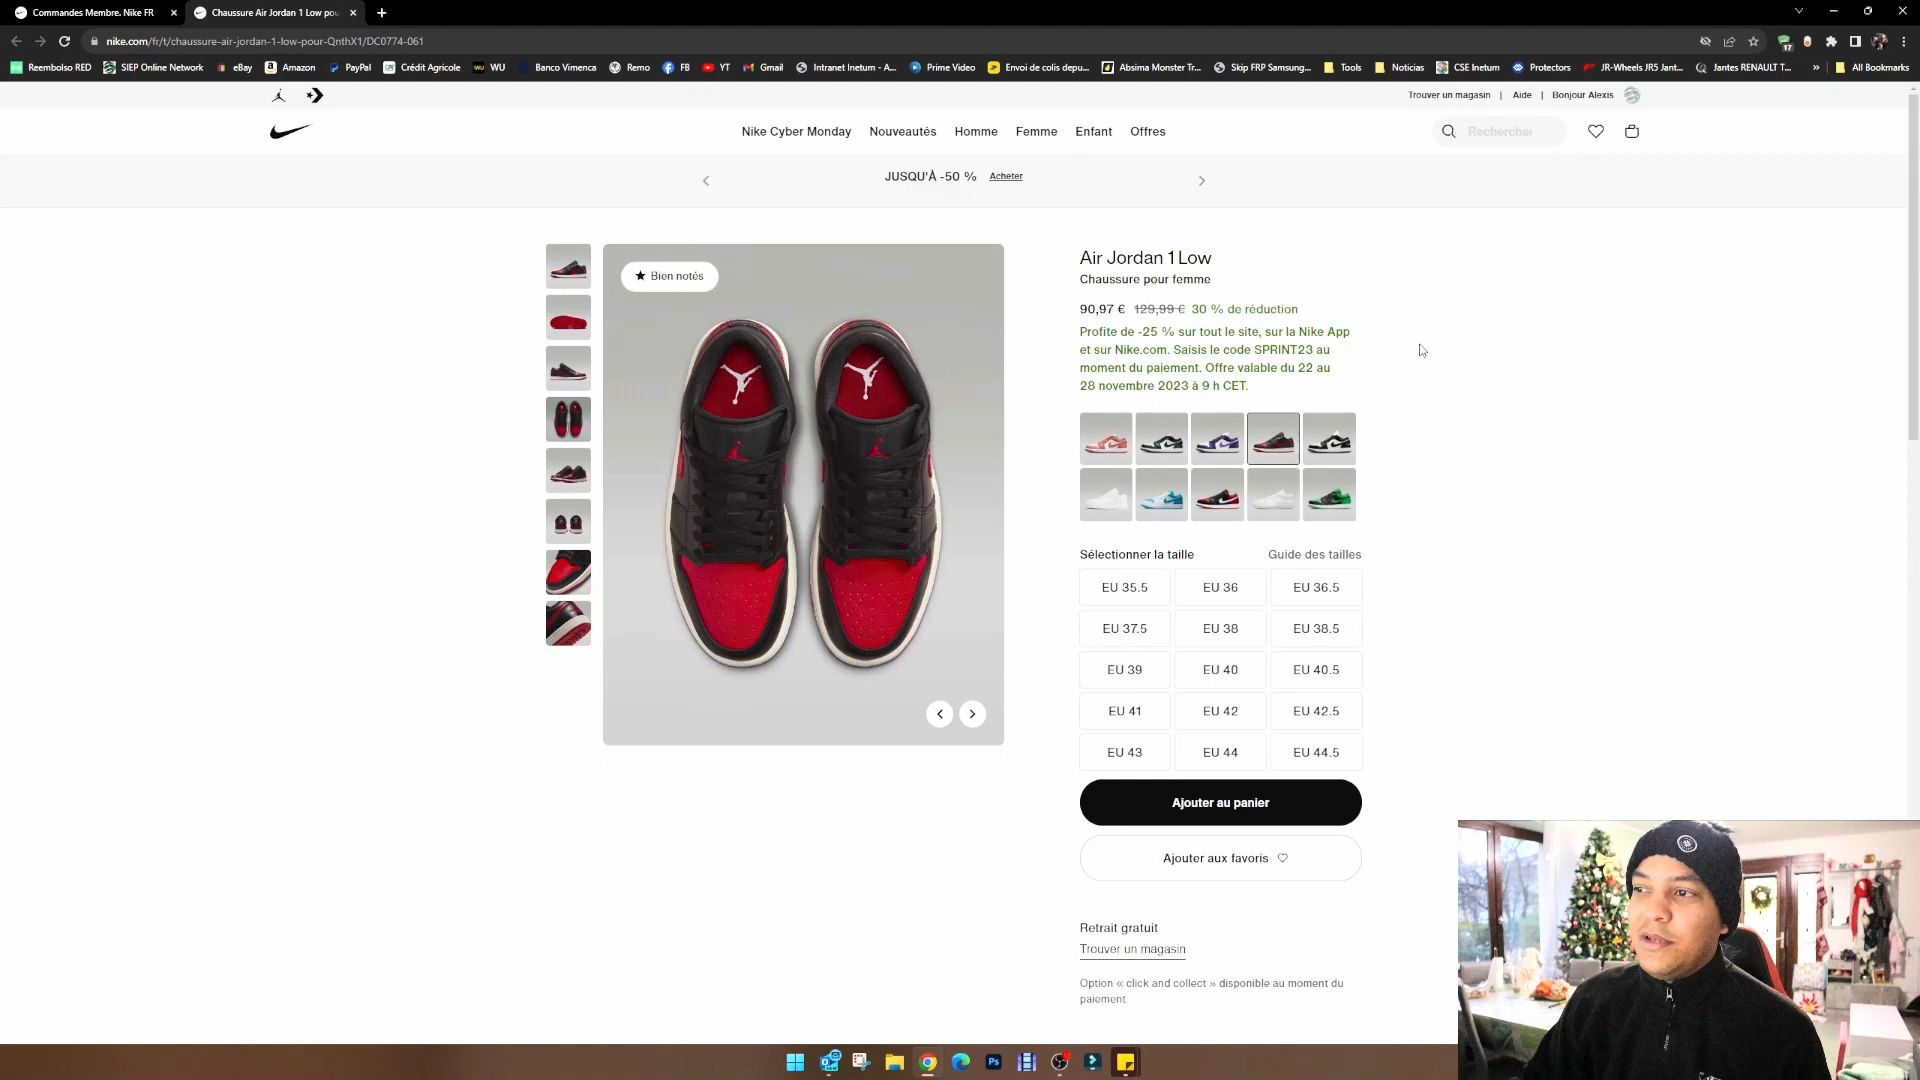 Commandes Membre. Nike FR
Chaussure Air Jordan 1 Low pou
nike.com/fr/t/chaussure-air-jordan-1-low-pour-QnthX1/DC0774-061
17
Reembolso RED
SIEP Online Network
eBay
Amazon
PayPal
Crédit Agricole
WU
Banco Vimenca
Remo
FB
YT
Gmail
Intranet Inetum - A...
Prime Video
Envoi de colis depu...
Absima Monster Tr...
Skip FRP Samsung...
Tools
Noticias
CSE Inetum
Protectors
JR-Wheels JR5 Jant...
Jantes RENAULT T...
»
All Bookmarks
Trouver un magasin | Aide | Bonjour Alexis
Nike Cyber Monday
Nouveautés
Homme
Femme
Enfant
Offres
Rechercher
JUSQU'À -50 % Acheter
Bien notés
Air Jordan 1 Low
Chaussure pour femme
90,97 € 129,99 € 30 % de réduction
Profite de -25 % sur tout le site, sur la Nike App
et sur Nike.com. Saisis le code SPRINT23 au
moment du paiement. Offre valable du 22 au
28 novembre 2023 à 9 h CET.
Sélectionner la taille
Guide des tailles
EU 35.5 EU 36 EU 36.5
EU 37.5 EU 38 EU 38.5
EU 39 EU 40 EU 40.5
EU 41 EU 42 EU 42.5
EU 43 EU 44 EU 44.5
Ajouter au panier
Ajouter aux favoris
Retrait gratuit
Trouver un magasin
Option « click and collect » disponible au moment du
paiement
Ps